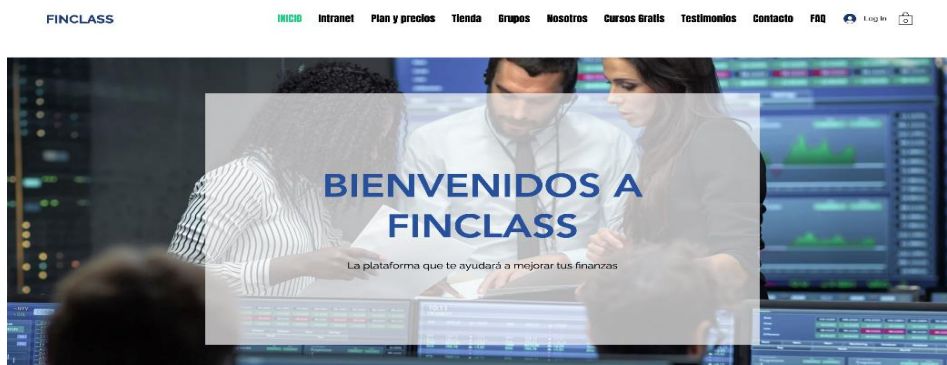 FINCLASS
INICIO Intranet Plan y precios Tienda Grupos Nosotros Cursos Gratis Testimonios Contacto FAQ Log In 0
BIENVENIDOS A
FINCLASS
La plataforma que te ayudará a mejorar tus finanzas